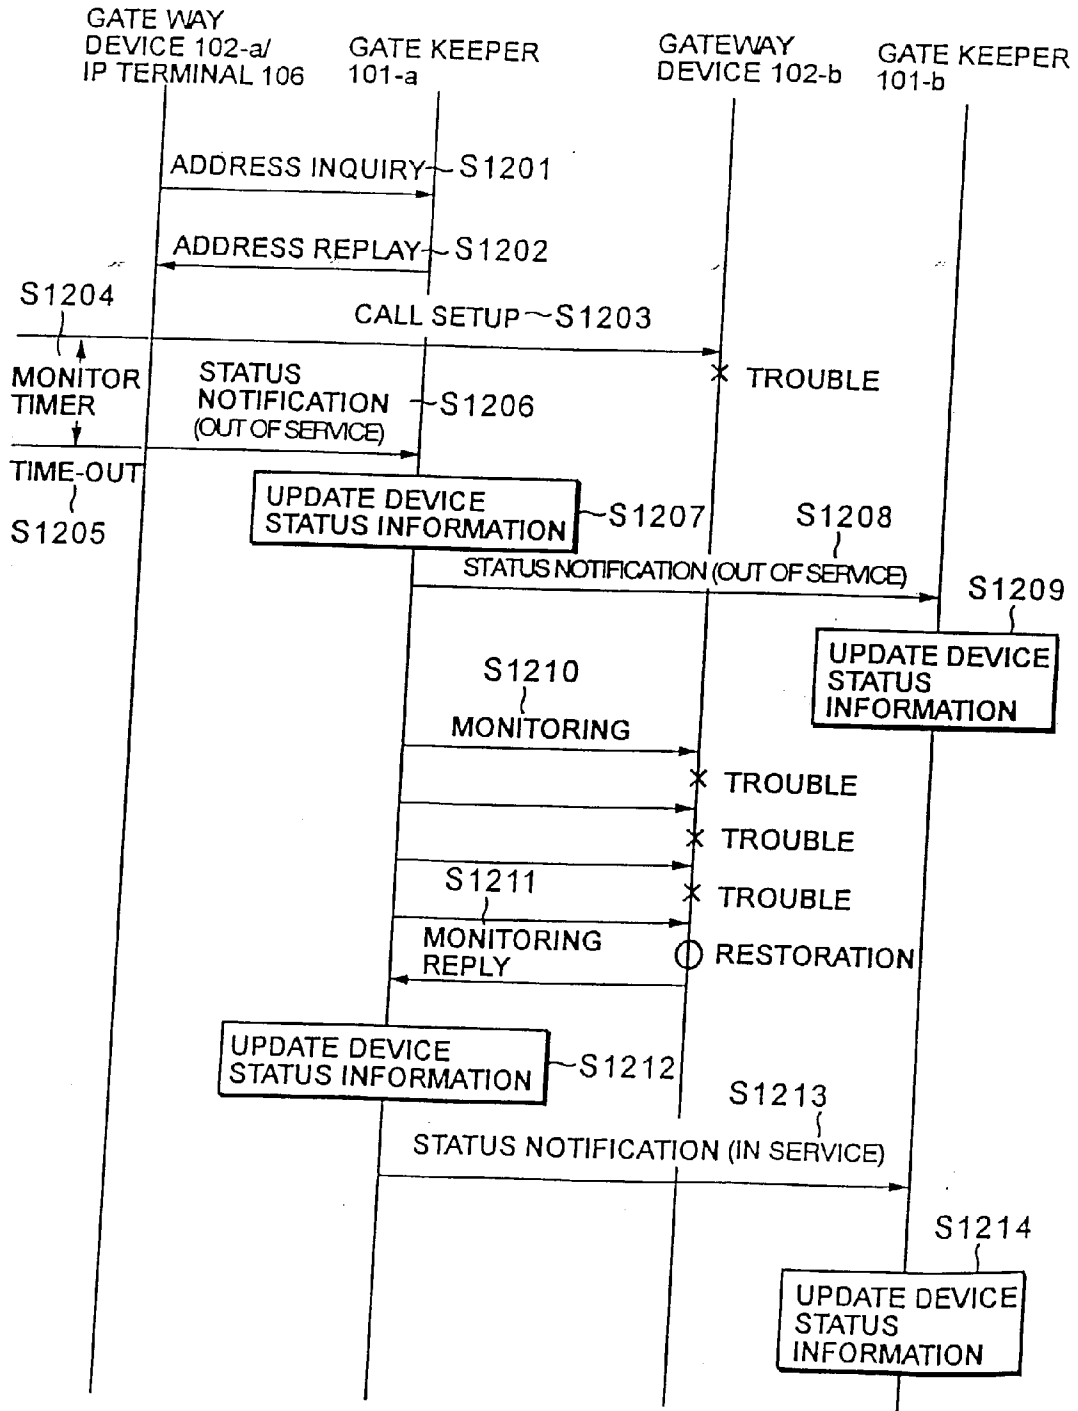 GATE WAY
DEVICE 102-a/
IP TERMINAL 106
GATE KEEPER
101-a
GATEWAY
DEVICE 102-b
GATE KEEPER
101-b
ADDRESS INQUIRY
S1201
ADDRESS REPLAY
S1202
S1204
CALL SETUP
S1203
MONITOR
TIMER
STATUS
NOTIFICATION
(OUT OF SERVICE)
S1206
TROUBLE
TIME-OUT
S1205
UPDATE DEVICE
STATUS INFORMATION
S1207
S1208
STATUS NOTIFICATION (OUT OF SERVICE)
S1209
UPDATE DEVICE
STATUS
INFORMATION
S1210
MONITORING
TROUBLE
TROUBLE
TROUBLE
S1211
MONITORING
REPLY
RESTORATION
UPDATE DEVICE
STATUS INFORMATION
S1212
S1213
STATUS NOTIFICATION (IN SERVICE)
S1214
UPDATE DEVICE
STATUS
INFORMATION